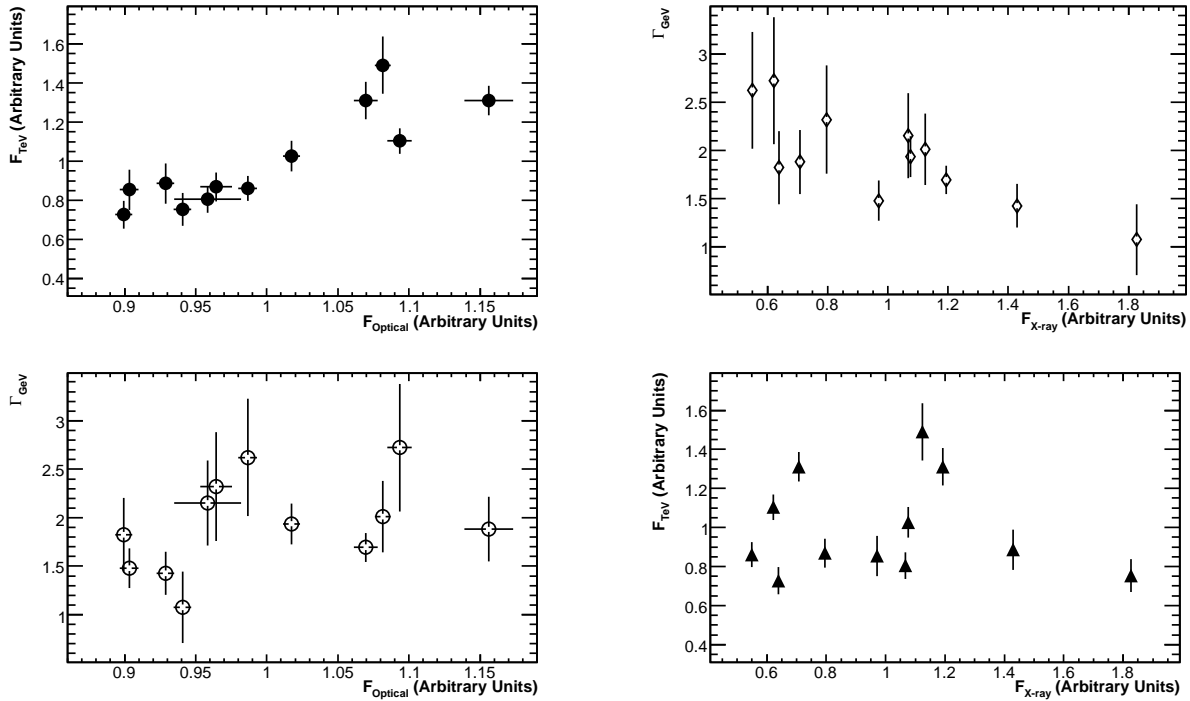 F_TeV (Arbitrary Units)
1.6
1.4
1.2
1
0.8
0.6
0.4
0.9 0.95 1 1.05 1.1 1.15
F_Optical (Arbitrary Units)
Γ_GeV
3
2.5
2
1.5
1
0.6 0.8 1 1.2 1.4 1.6 1.8
F_X-ray (Arbitrary Units)
Γ_GeV
3
2.5
2
1.5
1
0.9 0.95 1 1.05 1.1 1.15
F_Optical (Arbitrary Units)
F_TeV (Arbitrary Units)
1.6
1.4
1.2
1
0.8
0.6
0.4
0.6 0.8 1 1.2 1.4 1.6 1.8
F_X-ray (Arbitrary Units)